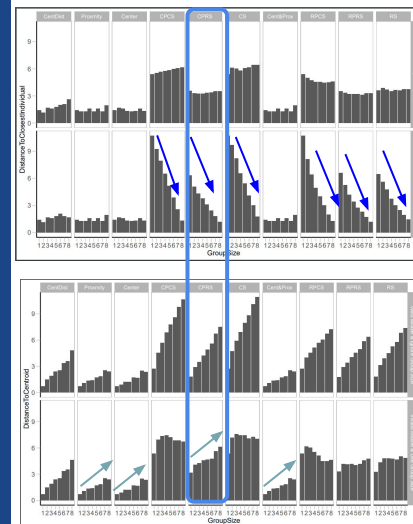 CentDist Proximity Center CPCS CPRS CS Cent&Prox RPCS RPRS RS
DistanceToClosestIndividual
9
6
3
0
9
6
3
0
12345678 12345678 12345678 12345678 12345678 12345678 12345678 12345678 12345678 12345678
GroupSize
CentDist Proximity Center CPCS CPRS CS Cent&Prox RPCS RPRS RS
DistanceToCentroid
9
6
3
0
9
6
3
0
12345678 12345678 12345678 12345678 12345678 12345678 12345678 12345678 12345678 12345678
GroupSize